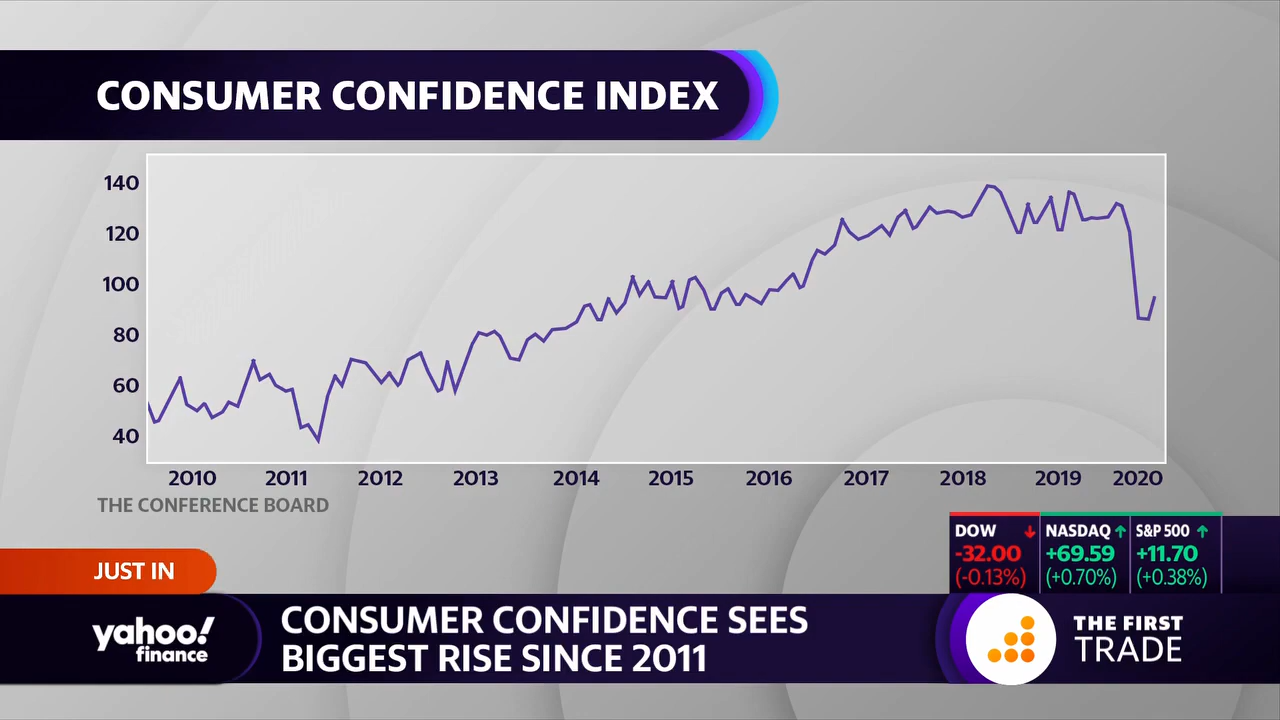 CONSUMER CONFIDENCE INDEX
140
120
100
80
60
40
2010 2011 2012 2013 2014 2015 2016 2017 2018 2019 2020
THE CONFERENCE BOARD
DOW NASDAQ S&P 500
-32.00 +69.59 +11.70
(-0.13%) (+0.70%) (+0.38%)
JUST IN
yahoo!
finance
CONSUMER CONFIDENCE SEES
BIGGEST RISE SINCE 2011
THE FIRST
TRADE